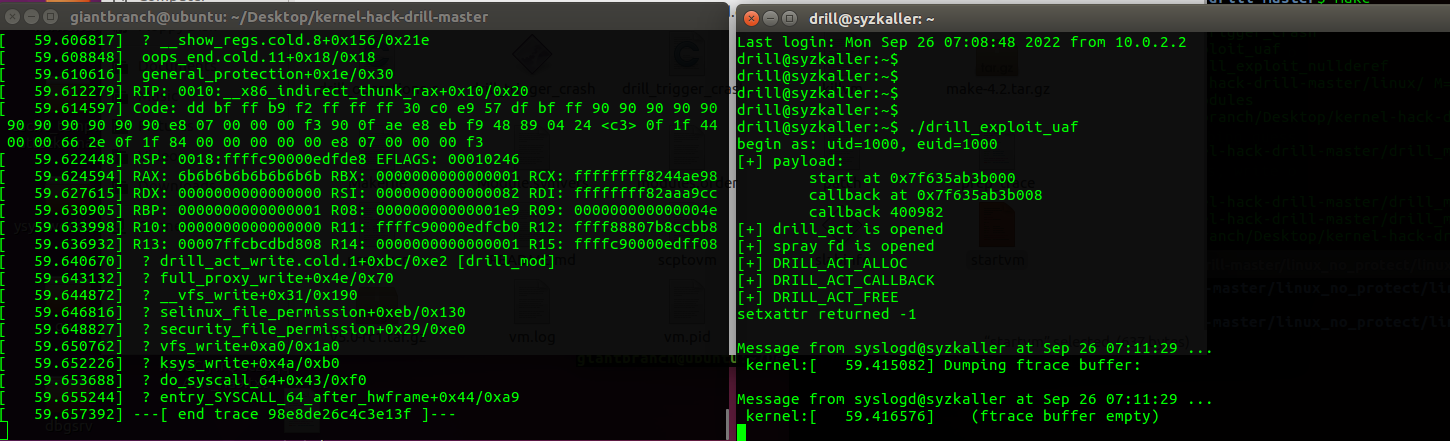 giantbranch@ubuntu: ~/Desktop/kernel-hack-drill-master
[   59.606817]  ? __show_regs.cold.8+0x156/0x21e
[   59.608848]  oops_end.cold.11+0x18/0x18
[   59.610616]  general_protection+0x1e/0x30
[   59.612279] RIP: 0010:__x86_indirect_thunk_rax+0x10/0x20
[   59.614597] Code: dd bf ff b9 f2 ff ff ff 30 c0 e9 57 df bf ff 90 90 90 90 90
90 90 90 90 90 90 e8 07 00 00 00 f3 90 0f ae e8 eb f9 48 89 04 24 <c3> 0f 1f 44
00 00 66 2e 0f 1f 84 00 00 00 00 00 e8 07 00 00 00 f3
[   59.622448] RSP: 0018:ffffc90000edfde8 EFLAGS: 00010246
[   59.624594] RAX: 6b6b6b6b6b6b6b6b RBX: 0000000000000001 RCX: ffffffff8244ae98
[   59.627615] RDX: 0000000000000000 RSI: 0000000000000082 RDI: ffffffff82aaa9cc
[   59.630905] RBP: 0000000000000001 R08: 00000000000001e9 R09: 000000000000004e
[   59.633998] R10: 0000000000000000 R11: ffffc90000edfcb0 R12: ffff88807b8ccbb8
[   59.636932] R13: 00007ffcbcdbd808 R14: 0000000000000001 R15: ffffc90000edff08
[   59.640670]  ? drill_act_write.cold.1+0xbc/0xe2 [drill_mod]
[   59.643132]  ? full_proxy_write+0x4e/0x70
[   59.644872]  ? __vfs_write+0x31/0x190
[   59.646816]  ? selinux_file_permission+0xeb/0x130
[   59.648827]  ? security_file_permission+0x29/0xe0
[   59.650762]  ? vfs_write+0xa0/0x1a0
[   59.652226]  ? ksys_write+0x4a/0xb0
[   59.653688]  ? do_syscall_64+0x43/0xf0
[   59.655244]  ? entry_SYSCALL_64_after_hwframe+0x44/0xa9
[   59.657392] ---[ end trace 98e8de26c4c3e13f ]---
drill@syzkaller: ~
Last login: Mon Sep 26 07:08:48 2022 from 10.0.2.2
drill@syzkaller:~$
drill@syzkaller:~$
drill@syzkaller:~$
drill@syzkaller:~$
drill@syzkaller:~$ ./drill_exploit_uaf
begin as: uid=1000, euid=1000
[+] payload:
start at 0x7f635ab3b000
callback at 0x7f635ab3b008
callback 400982
[+] drill_act is opened
[+] spray fd is opened
[+] DRILL_ACT_ALLOC
[+] DRILL_ACT_CALLBACK
[+] DRILL_ACT_FREE
setxattr returned -1
Message from syslogd@syzkaller at Sep 26 07:11:29 ...
kernel:[   59.415082] Dumping ftrace buffer:
Message from syslogd@syzkaller at Sep 26 07:11:29 ...
kernel:[   59.416576]    (ftrace buffer empty)
make-4.2.tar.gz
vm.log
vm.pid
startvm